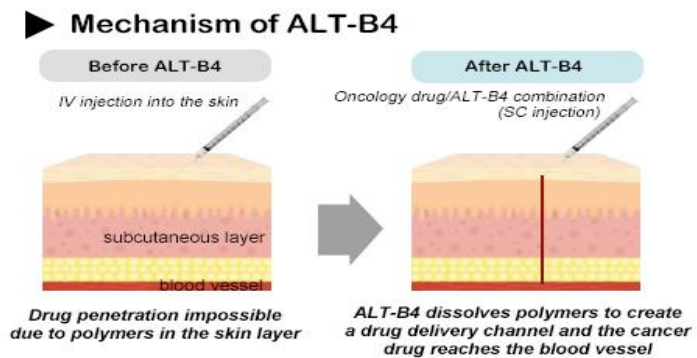 ▶ Mechanism of ALT-B4
Before ALT-B4
IV injection into the skin
subcutaneous layer
blood vessel
Drug penetration impossible
due to polymers in the skin layer
After ALT-B4
Oncology drug/ALT-B4 combination
(SC injection)
ALT-B4 dissolves polymers to create
a drug delivery channel and the cancer
drug reaches the blood vessel